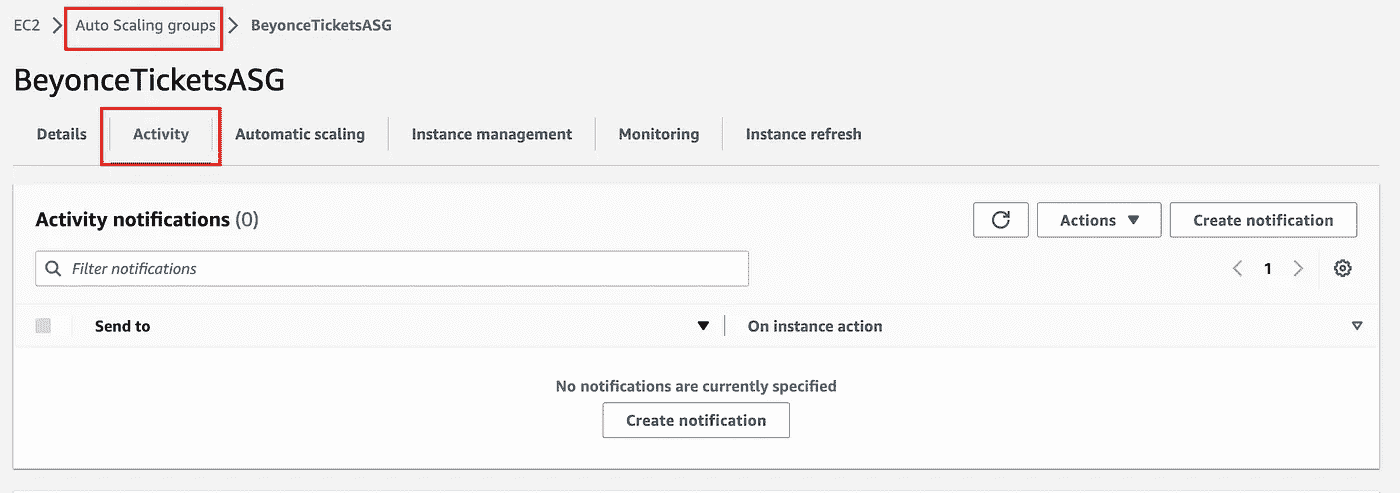 EC2 > Auto Scaling groups > BeyonceTicketsASG
BeyonceTicketsASG
Details Activity Automatic scaling Instance management Monitoring Instance refresh
Activity notifications (0) Actions Create notification
Filter notifications 1
Send to On instance action
No notifications are currently specified
Create notification